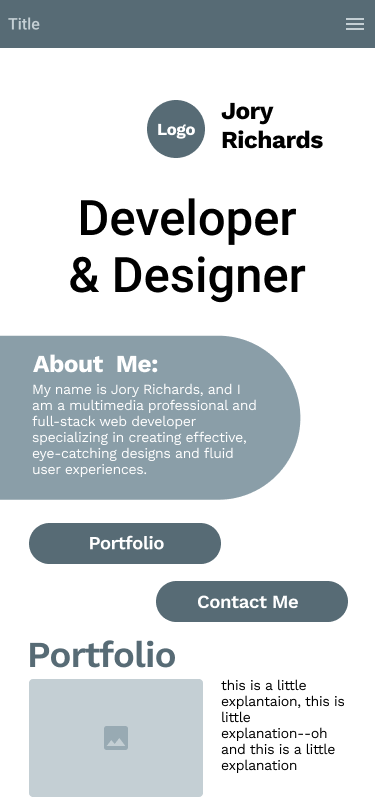 Title
Logo
Jory
Richards
Developer
& Designer
About Me:
My name is Jory Richards, and I
am a multimedia professional and
full-stack web developer
specializing in creating effective,
eye-catching designs and fluid
user experiences.
Portfolio
Contact Me
Portfolio
this is a little
explantaion, this is
little
explanation--oh
and this is a little
explanation